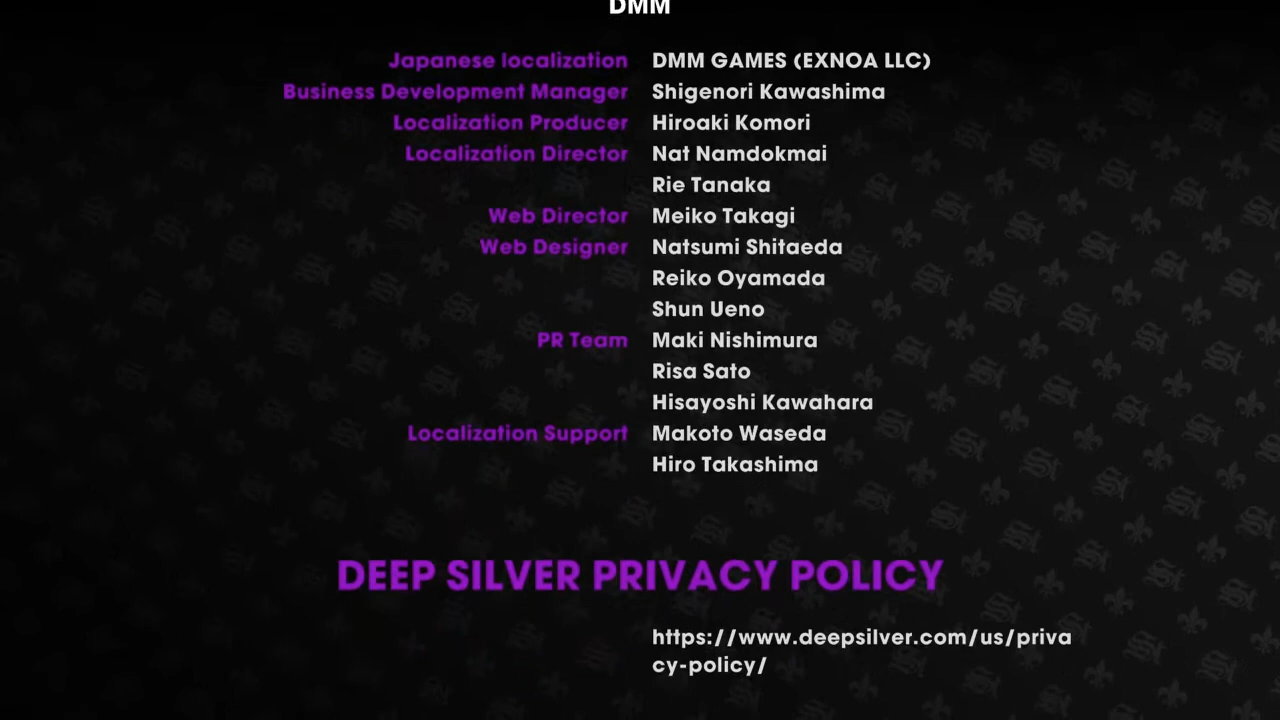 DMM
Japanese localization DMM GAMES (EXNOA LLC)
Business Development Manager Shigenori Kawashima
Localization Producer Hiroaki Komori
Localization Director Nat Namdokmai
Rie Tanaka
Web Director Meiko Takagi
Web Designer Natsumi Shitaeda
Reiko Oyamada
Shun Ueno
PR Team Maki Nishimura
Risa Sato
Hisayoshi Kawahara
Localization Support Makoto Waseda
Hiro Takashima
DEEP SILVER PRIVACY POLICY
https://www.deepsilver.com/us/priva
cy-policy/